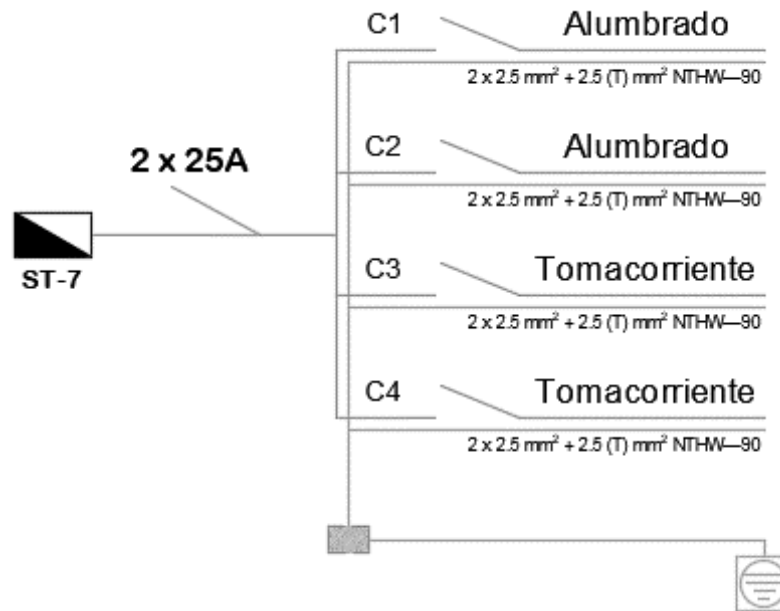 C1 Alumbrado
2 x 2.5 mm² + 2.5 (T) mm² NTHW—90
C2 Alumbrado
2 x 25A
2 x 2.5 mm² + 2.5 (T) mm² NTHW—90
ST-7
C3 Tomacorriente
2 x 2.5 mm² + 2.5 (T) mm² NTHW—90
C4 Tomacorriente
2 x 2.5 mm² + 2.5 (T) mm² NTHW—90